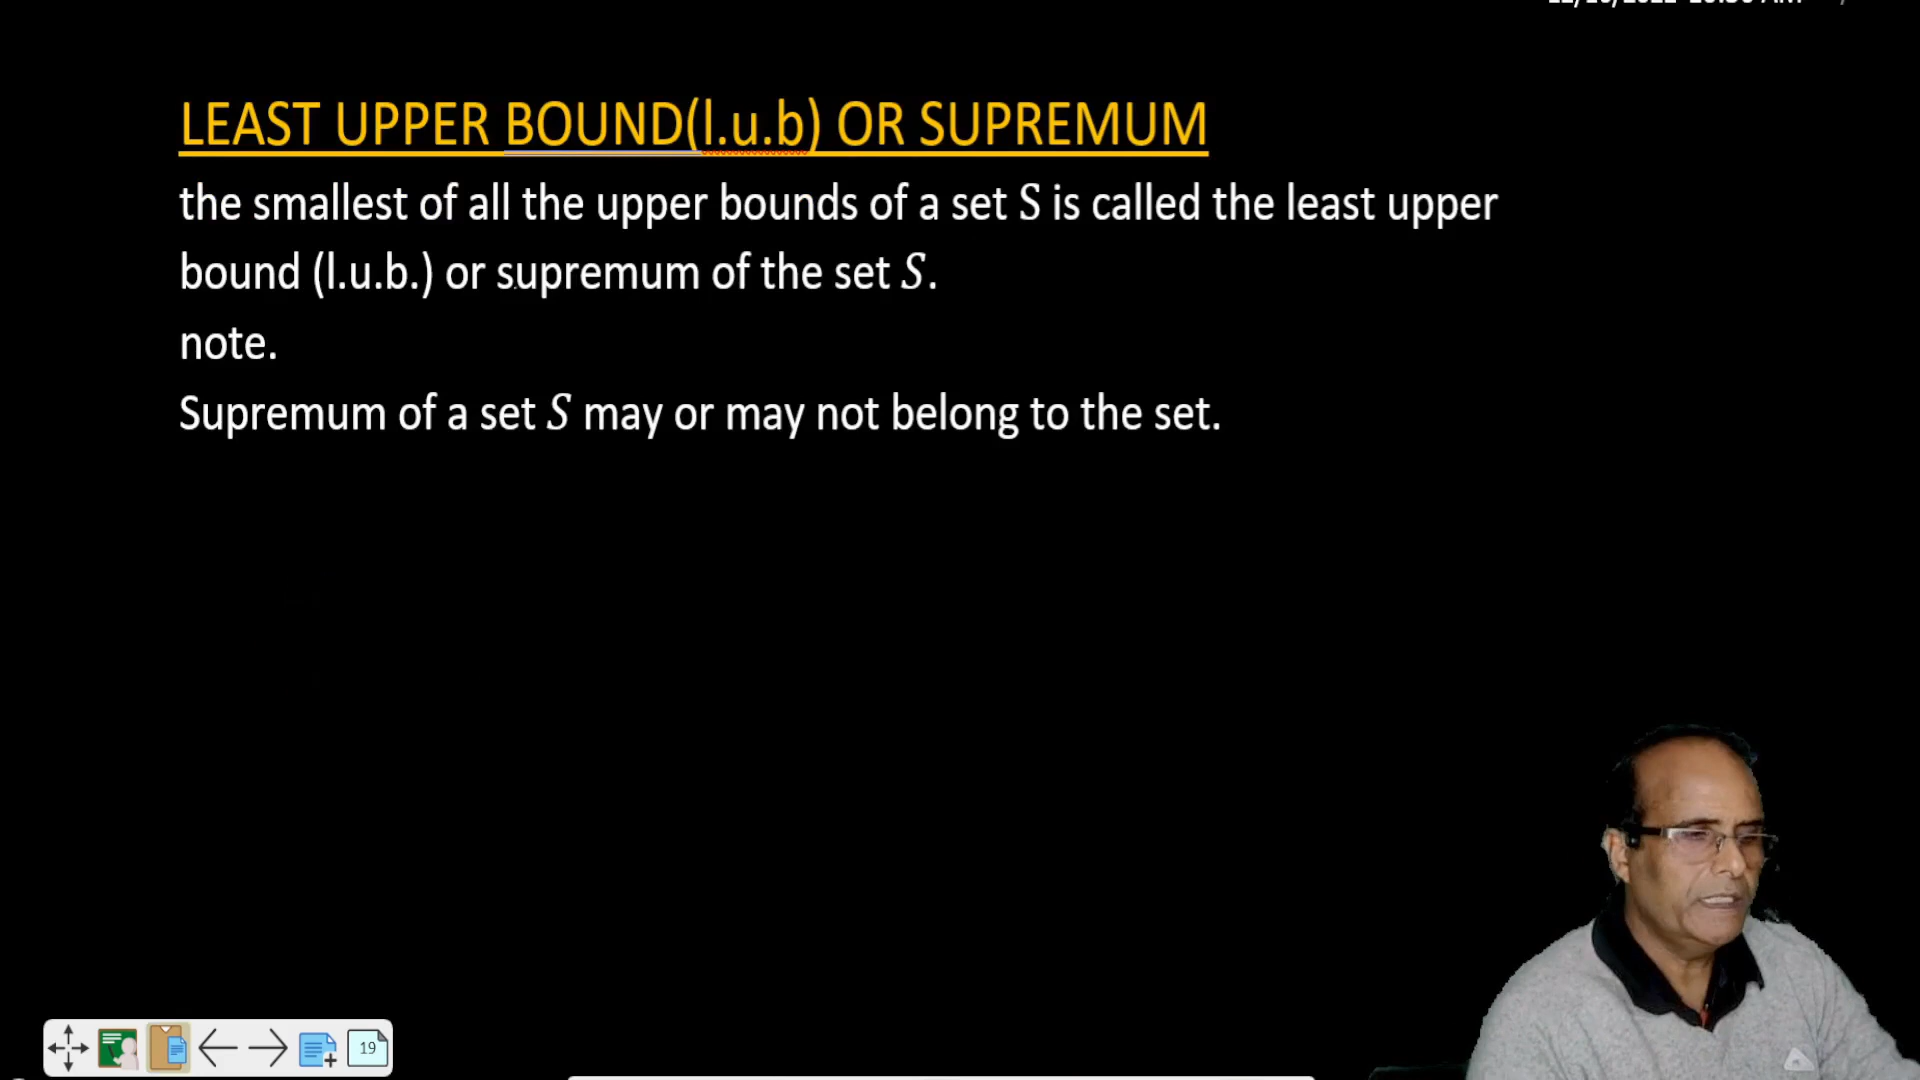 LEAST UPPER BOUND(l.u.b) OR SUPREMUM
the smallest of all the upper bounds of a set S is called the least upper
bound (l.u.b.) or supremum of the set S.
note.
Supremum of a set S may or may not belong to the set.
19